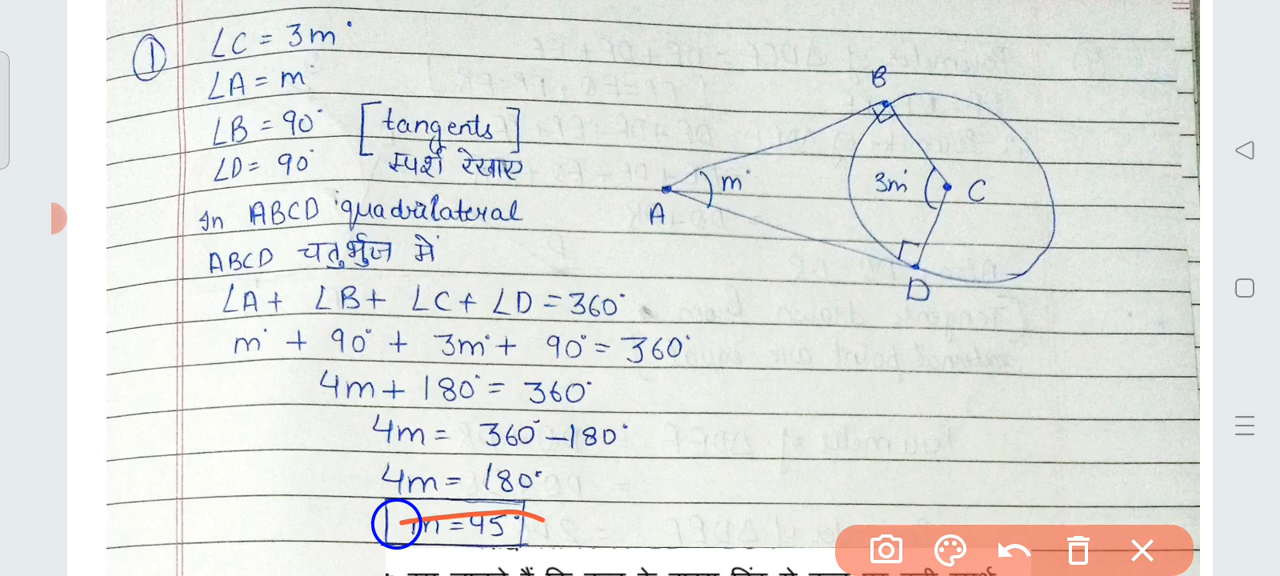 ① ∠C = 3m°
∠A = m
∠B = 90° [tangents]
∠D = 90° स्पर्श रेखाए
In ABCD quadrilateral
ABCD चतुर्भुज में
∠A + ∠B + ∠C + ∠D = 360°
m° + 90° + 3m° + 90° = 360°
4m + 180° = 360°
4m = 360° – 180°
4m = 180°
m = 45°
B
m°
3m°
C
A
D